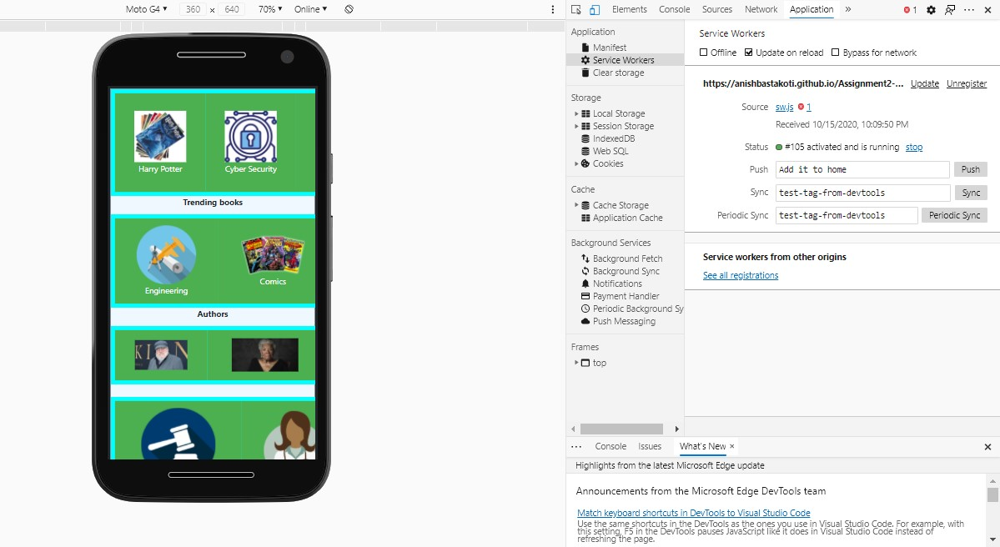 Moto G4 ▼ 360 x 640 70% ▼ Online ▼
Harry Potter
Cyber Security
Trending books
Engineering
Comics
Authors
KIN
Elements Console Sources Network Application » 1
Application
Manifest
Service Workers
Clear storage
Storage
Local Storage
Session Storage
IndexedDB
Web SQL
Cookies
Cache
Cache Storage
Application Cache
Background Services
Background Fetch
Background Sync
Notifications
Payment Handler
Periodic Background Sy
Push Messaging
Frames
top
Service Workers
Offline Update on reload Bypass for network
https://anishbastakoti.github.io/Assignment2-... Update Unregister
Source sw.js 1
Received 10/15/2020, 10:09:50 PM
Status #105 activated and is running stop
Push Add it to home Push
Sync test-tag-from-devtools Sync
Periodic Sync test-tag-from-devtools Periodic Sync
Service workers from other origins
See all registrations
Console Issues What's New ×
Highlights from the latest Microsoft Edge update
Announcements from the Microsoft Edge DevTools team
Match keyboard shortcuts in DevTools to Visual Studio Code
Use the same shortcuts in the DevTools as the ones you use in Visual Studio Code. For example, with
this setting, F5 in the DevTools pauses JavaScript like it does in Visual Studio Code instead of
refreshing the page.